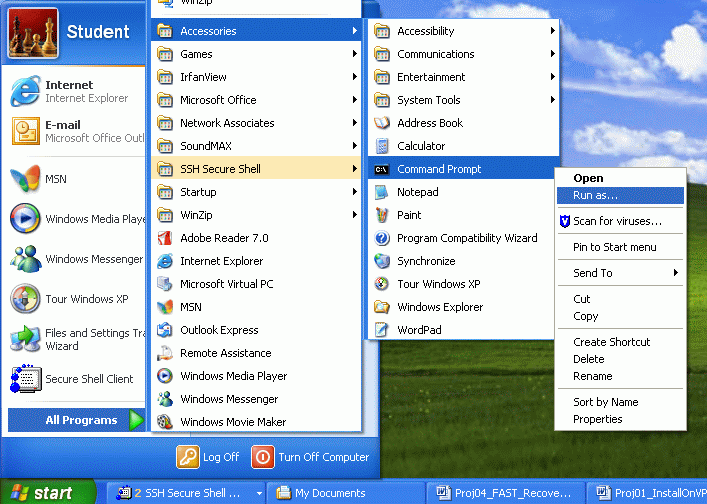 Student
Internet
Internet Explorer
E-mail
Microsoft Office Outl
MSN
Windows Media Playe
Windows Messenger
Tour Windows XP
Files and Settings Tra
Wizard
Secure Shell Client
All Programs
WinZip
Accessories
Games
IrfanView
Microsoft Office
Network Associates
SoundMAX
SSH Secure Shell
Startup
WinZip
Adobe Reader 7.0
Internet Explorer
Microsoft Virtual PC
MSN
Outlook Express
Remote Assistance
Windows Media Player
Windows Messenger
Windows Movie Maker
Accessibility
Communications
Entertainment
System Tools
Address Book
Calculator
C:\
Command Prompt
Notepad
Paint
Program Compatibility Wizard
Synchronize
Tour Windows XP
Windows Explorer
WordPad
Open
Run as...
Scan for viruses...
Pin to Start menu
Send To
Cut
Copy
Create Shortcut
Delete
Rename
Sort by Name
Properties
Log Off
Turn Off Computer
start
2 SSH Secure Shell ...
My Documents
Proj04_FAST_Recove...
Proj01_InstallOnVP